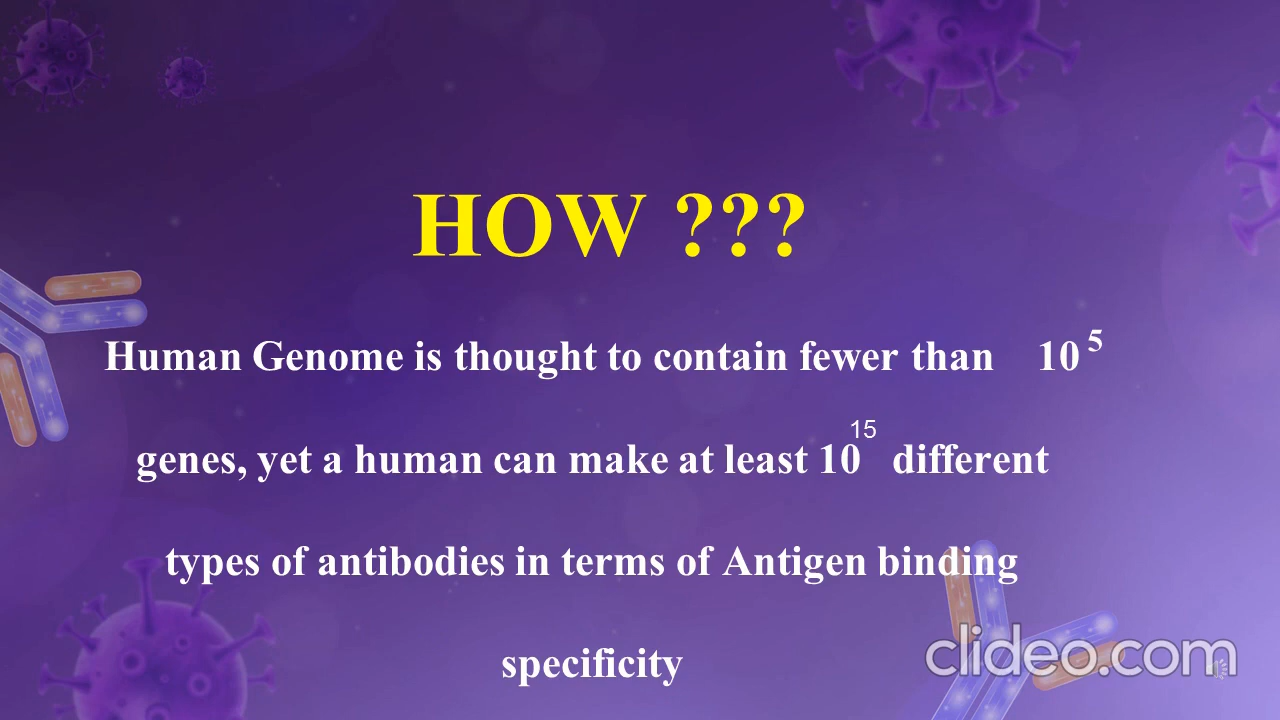 HOW ???
Human Genome is thought to contain fewer than 10 5
genes, yet a human can make at least 10 15 different
types of antibodies in terms of Antigen binding
specificity
clideo.com